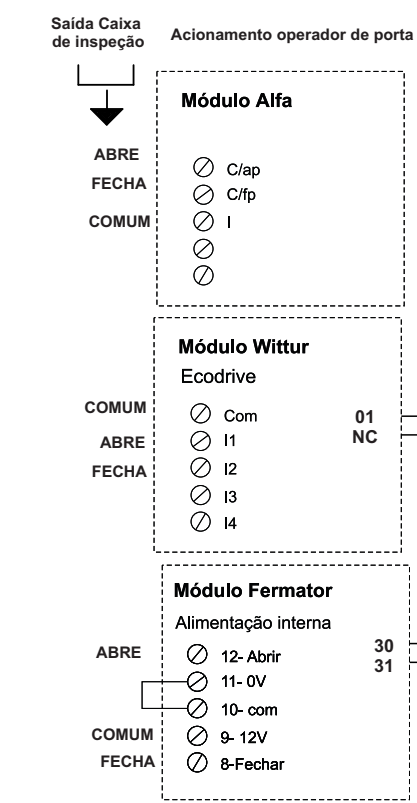 Saída Caixa
de inspeção
Acionamento operador de porta
Módulo Alfa
ABRE
C/ap
FECHA
C/fp
COMUM
I
Módulo Wittur
Ecodrive
COMUM
Com
01
ABRE
I1
NC
FECHA
I2
I3
I4
Módulo Fermator
Alimentação interna
ABRE
12- Abrir
30
11- 0V
31
10- com
COMUM
9- 12V
FECHA
8-Fechar